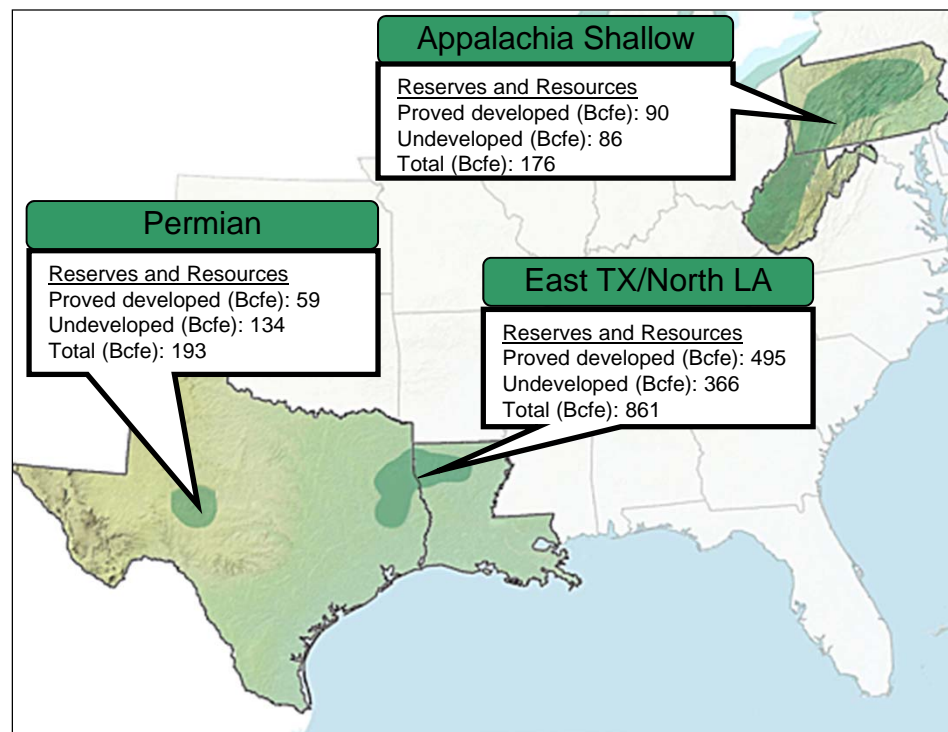 Appalachia Shallow
Reserves and Resources
Proved developed (Bcfe): 90
Undeveloped (Bcfe): 86
Total (Bcfe): 176
Permian
Reserves and Resources
Proved developed (Bcfe): 59
Undeveloped (Bcfe): 134
Total (Bcfe): 193
East TX/North LA
Reserves and Resources
Proved developed (Bcfe): 495
Undeveloped (Bcfe): 366
Total (Bcfe): 861